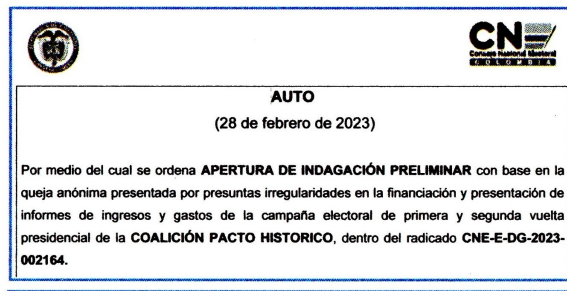 CNE
Consejo Nacional Electoral
COLOMBIA
AUTO
(28 de febrero de 2023)
Por medio del cual se ordena APERTURA DE INDAGACIÓN PRELIMINAR con base en la
queja anónima presentada por presuntas irregularidades en la financiación y presentación de
informes de ingresos y gastos de la campaña electoral de primera y segunda vuelta
presidencial de la COALICIÓN PACTO HISTORICO, dentro del radicado CNE-E-DG-2023-
002164.